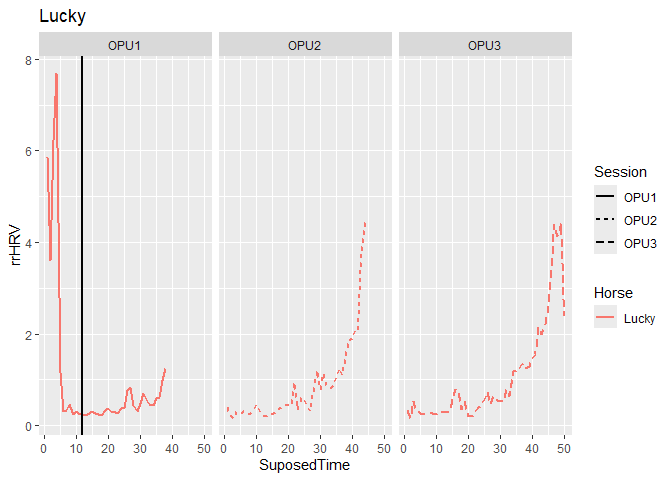 Lucky
OPU1 OPU2 OPU3
8
6
4
2
0
rrHRV
0 10 20 30 40 50 0 10 20 30 40 50 0 10 20 30 40 50
SuposedTime
Session
OPU1
OPU2
OPU3
Horse
Lucky